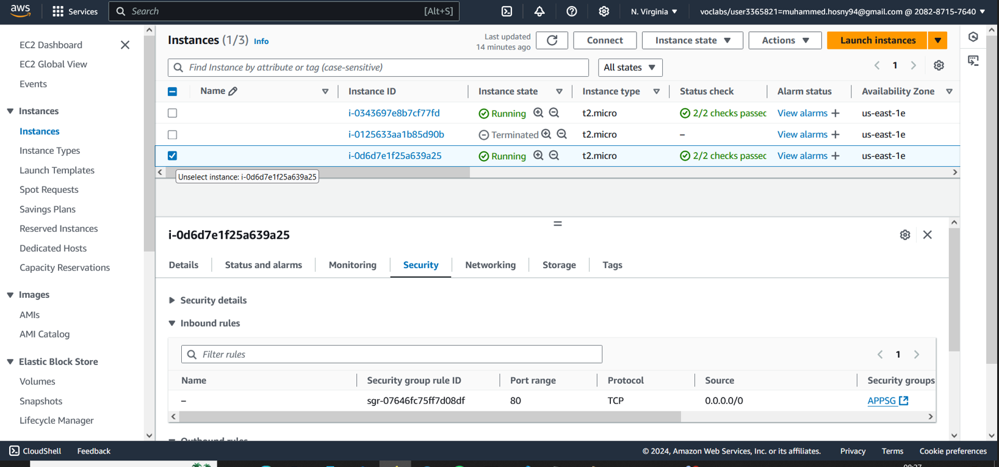 aws
Services
Search
[Alt+S]
N. Virginia
voclabs/user3365821=muhammed.hosny94@gmail.com @ 2082-8715-7640
EC2 Dashboard
EC2 Global View
Events
Instances
Instances
Instance Types
Launch Templates
Spot Requests
Savings Plans
Reserved Instances
Dedicated Hosts
Capacity Reservations
Images
AMIs
AMI Catalog
Elastic Block Store
Volumes
Snapshots
Lifecycle Manager
Instances (1/3) Info
Last updated
14 minutes ago
Connect
Instance state
Actions
Launch instances
Find Instance by attribute or tag (case-sensitive)
All states
1
Name Instance ID Instance state Instance type Status check Alarm status Availability Zone
i-0343697e8b7cf77fd Running t2.micro 2/2 checks passec View alarms + us-east-1e
i-0125633aa1b85d90b Terminated t2.micro – View alarms + us-east-1e
i-0d6d7e1f25a639a25 Running t2.micro 2/2 checks passec View alarms + us-east-1e
Unselect instance: i-0d6d7e1f25a639a25
i-0d6d7e1f25a639a25
Details
Status and alarms
Monitoring
Security
Networking
Storage
Tags
Security details
Inbound rules
Filter rules
1
Name Security group rule ID Port range Protocol Source Security groups
– sgr-07646fc75ff7d08df 80 TCP 0.0.0.0/0 APPSG
Outbound rules
CloudShell
Feedback
© 2024, Amazon Web Services, Inc. or its affiliates.
Privacy
Terms
Cookie preferences